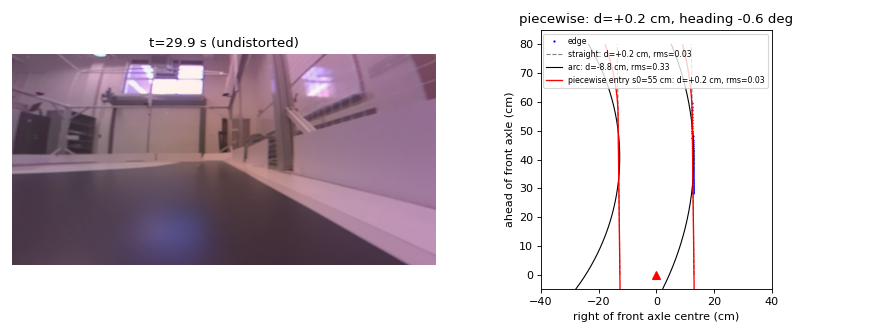 t=29.9 s (undistorted)
piecewise: d=+0.2 cm, heading -0.6 deg
edge
straight: d=+0.2 cm, rms=0.03
arc: d=-8.8 cm, rms=0.33
piecewise entry s0=55 cm: d=+0.2 cm, rms=0.03
ahead of front axle (cm)
80
70
60
50
40
30
20
10
0
−40
−20
0
20
40
right of front axle centre (cm)